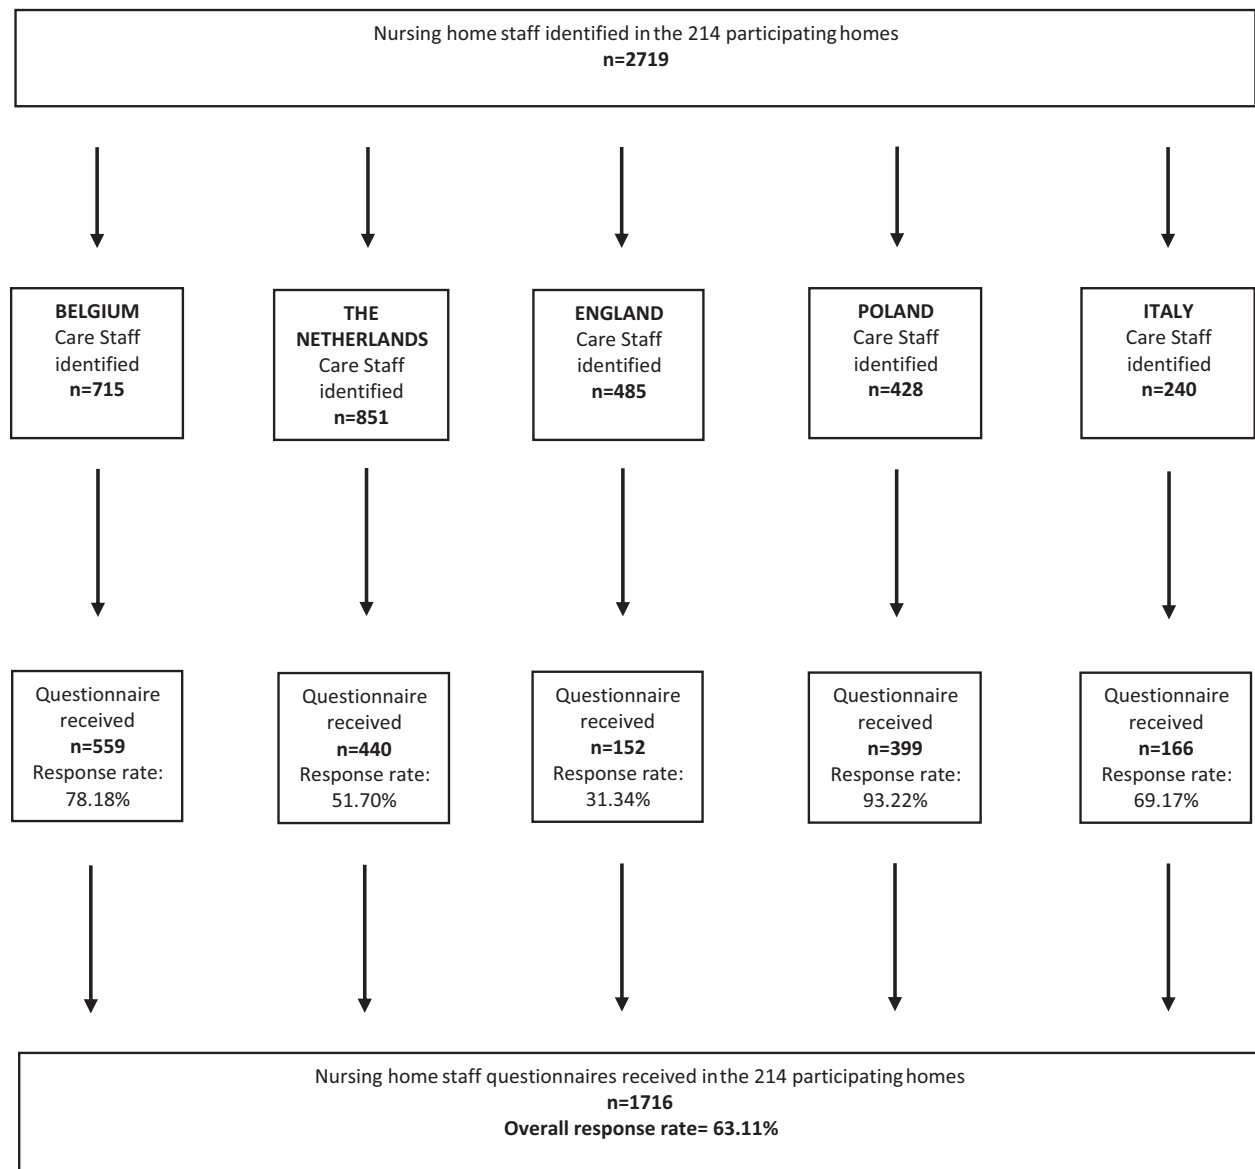 Nursing home staff identified in the 214 participating homes
n=2719
BELGIUM
Care Staff
identified
n=715
THE
NETHERLANDS
Care Staff
identified
n=851
ENGLAND
Care Staff
identified
n=485
POLAND
Care Staff
identified
n=428
ITALY
Care Staff
identified
n=240
Questionnaire
received
n=559
Response rate:
78.18%
Questionnaire
received
n=440
Response rate:
51.70%
Questionnaire
received
n=152
Response rate:
31.34%
Questionnaire
received
n=399
Response rate:
93.22%
Questionnaire
received
n=166
Response rate:
69.17%
Nursing home staff questionnaires received in the 214 participating homes
n=1716
Overall response rate= 63.11%